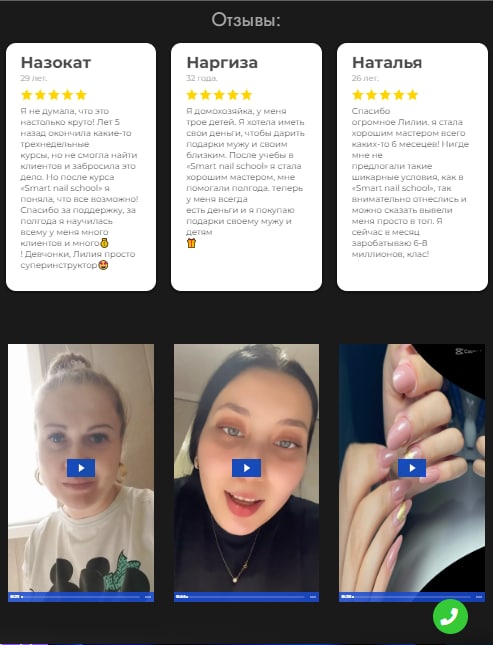 Отзывы:
Назокат
29 лет.
Я не думала, что это
настолько круто! Лет 5
назад окончила какие-то
трехнедельные
курсы, но не смогла найти
клиентов и забросила это
дело. Но после курса
«Smart nail school» я
поняла, что все возможно!
Спасибо за поддержку, за
полгода я научилась
всему у меня много
клиентов и много💰
! Девчонки, Лилия просто
суперинструктор🤩
Наргиза
32 года.
Я домохозяйка, у меня
трое детей. Я хотела иметь
свои деньги, чтобы дарить
подарки мужу и своим
близким. После учебы в
«Smart nail school» я стала
хорошим мастером, мне
помогали полгода. теперь
у меня всегда
есть деньги и я покупаю
подарки своему мужу и
детям
🎁
Наталья
26 лет.
Спасибо
огромное Лилии. я стала
хорошим мастером всего
каких-то 6 месецев! Нигде
мне не
предлогали такие
шикарные условия, как в
«Smart nail school», так
внимательно отнеслись и
можно сказать вывели
меня просто в топ. Я
сейчас в месяц
заробатываю 6-8
миллионов, клас!